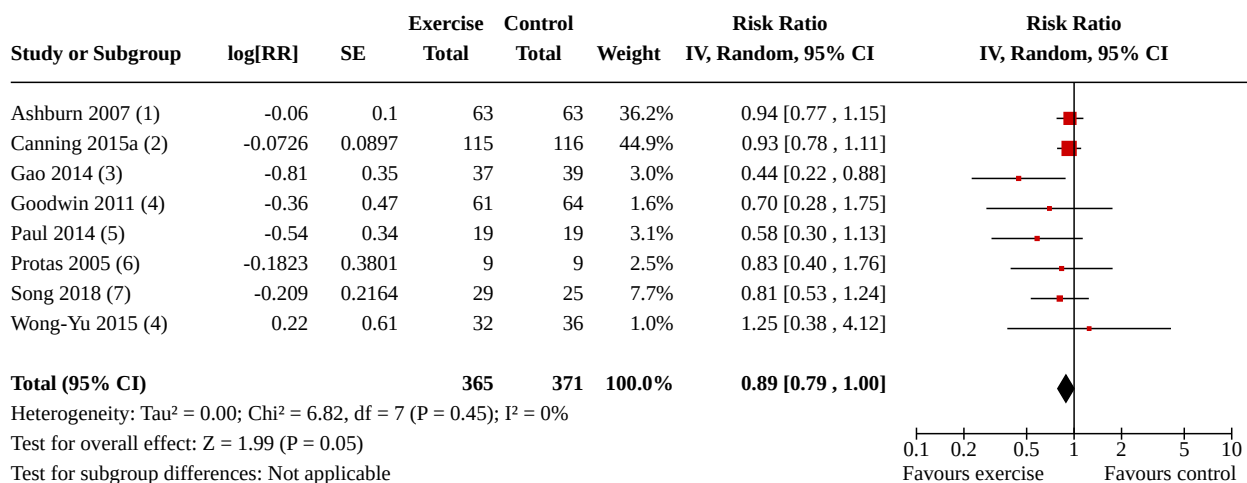 Exercise Control Risk Ratio Risk Ratio
Study or Subgroup log[RR] SE Total Total Weight IV, Random, 95% CI IV, Random, 95% CI
Ashburn 2007 (1) -0.06 0.1 63 63 36.2% 0.94 [0.77 , 1.15]
Canning 2015a (2) -0.0726 0.0897 115 116 44.9% 0.93 [0.78 , 1.11]
Gao 2014 (3) -0.81 0.35 37 39 3.0% 0.44 [0.22 , 0.88]
Goodwin 2011 (4) -0.36 0.47 61 64 1.6% 0.70 [0.28 , 1.75]
Paul 2014 (5) -0.54 0.34 19 19 3.1% 0.58 [0.30 , 1.13]
Protas 2005 (6) -0.1823 0.3801 9 9 2.5% 0.83 [0.40 , 1.76]
Song 2018 (7) -0.209 0.2164 29 25 7.7% 0.81 [0.53 , 1.24]
Wong-Yu 2015 (4) 0.22 0.61 32 36 1.0% 1.25 [0.38 , 4.12]
Total (95% CI) 365 371 100.0% 0.89 [0.79 , 1.00]
Heterogeneity: Tau² = 0.00; Chi² = 6.82, df = 7 (P = 0.45); I² = 0%
Test for overall effect: Z = 1.99 (P = 0.05)
Test for subgroup differences: Not applicable
0.1 0.2 0.5 1 2 5 10
Favours exercise Favours control